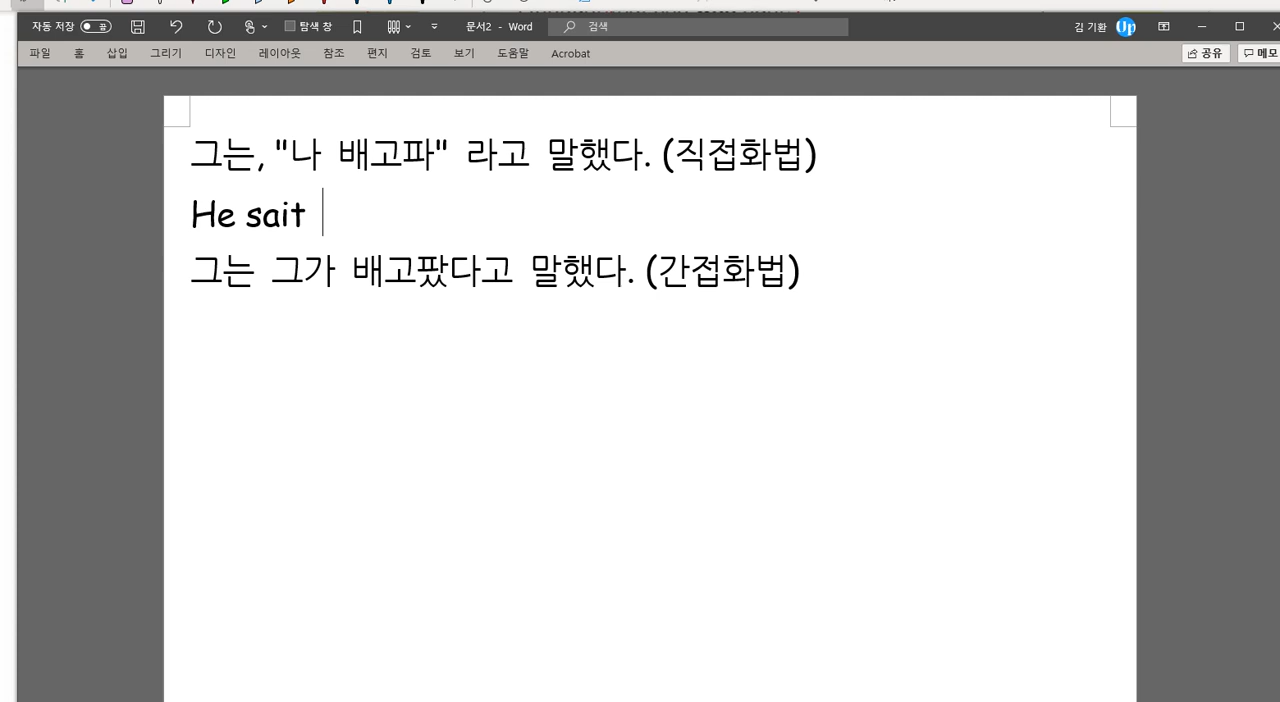 자동 저장 끔 탐색 창 문서2 - Word 검색 김 기환 Up
파일 홈 삽입 그리기 디자인 레이아웃 참조 편지 검토 보기 도움말 Acrobat 공유 메모
그는, "나 배고파" 라고 말했다. (직접화법)
He sait
그는 그가 배고팠다고 말했다. (간접화법)